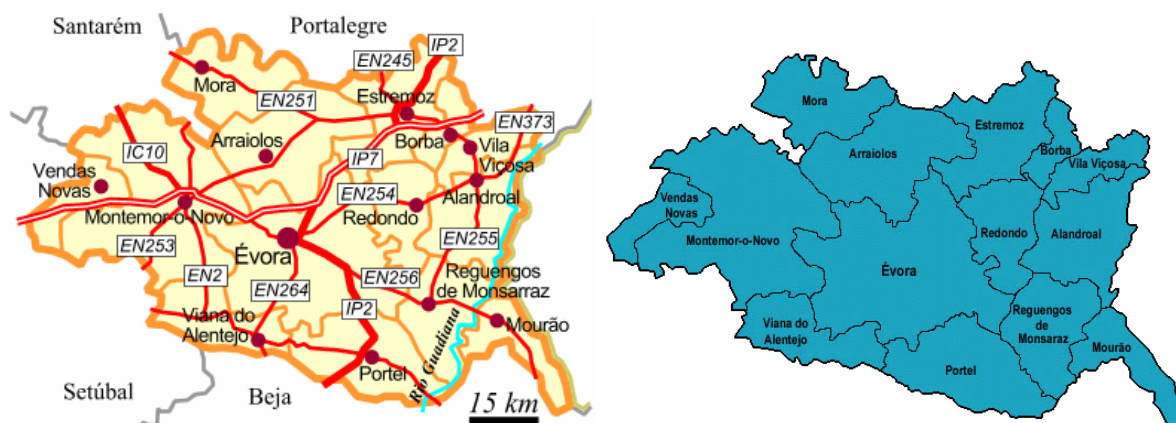 Santarém
Portalegre
IP2
EN245
Mora
EN251
Estremoz
EN373
Arraiolos
Borba
Vila
Viçosa
IC10
IP7
Vendas
Novas
EN254
Alandroal
Montemor-o-Novo
Redondo
EN253
Évora
EN255
EN2
EN256
Reguengos
de Monsarraz
EN264
IP2
Viana do
Alentejo
Mourão
Portel
Rio Guadiana
Setúbal
Beja
15 km
Mora
Estremoz
Arraiolos
Borba
Vila Viçosa
Vendas
Novas
Montemor-o-Novo
Redondo
Alandroal
Évora
Reguengos
de
Monsaraz
Viana do
Alentejo
Mourão
Portel